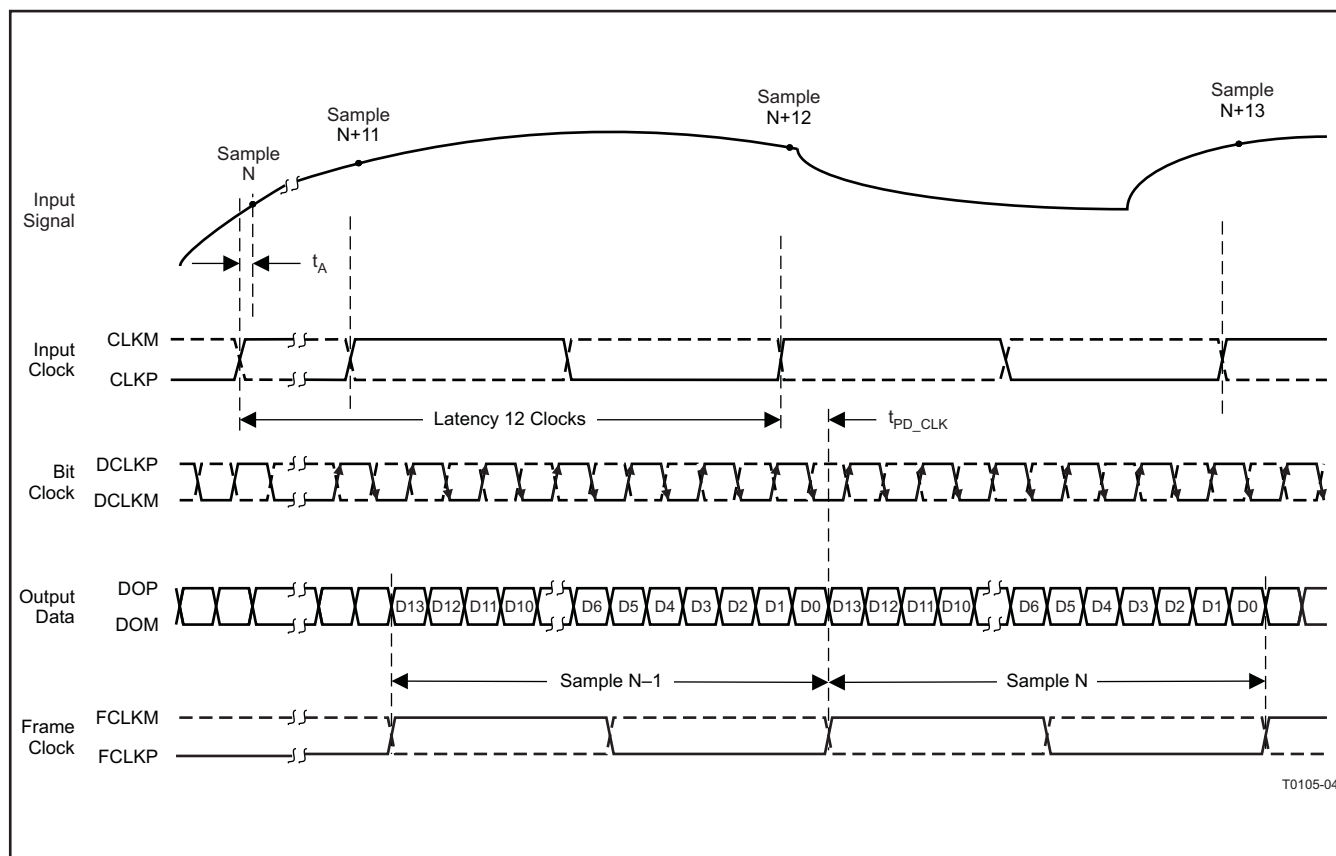 Sample
N
Sample
N+11
Sample
N+12
Sample
N+13
Input
Signal
tA
Input
Clock
CLKM
CLKP
Latency 12 Clocks
tPD_CLK
Bit
Clock
DCLKP
DCLKM
Output
Data
DOP
DOM
D13 D12 D11 D10 D6 D5 D4 D3 D2 D1 D0 D13 D12 D11 D10 D6 D5 D4 D3 D2 D1 D0
Sample N–1
Sample N
Frame
Clock
FCLKM
FCLKP
T0105-04